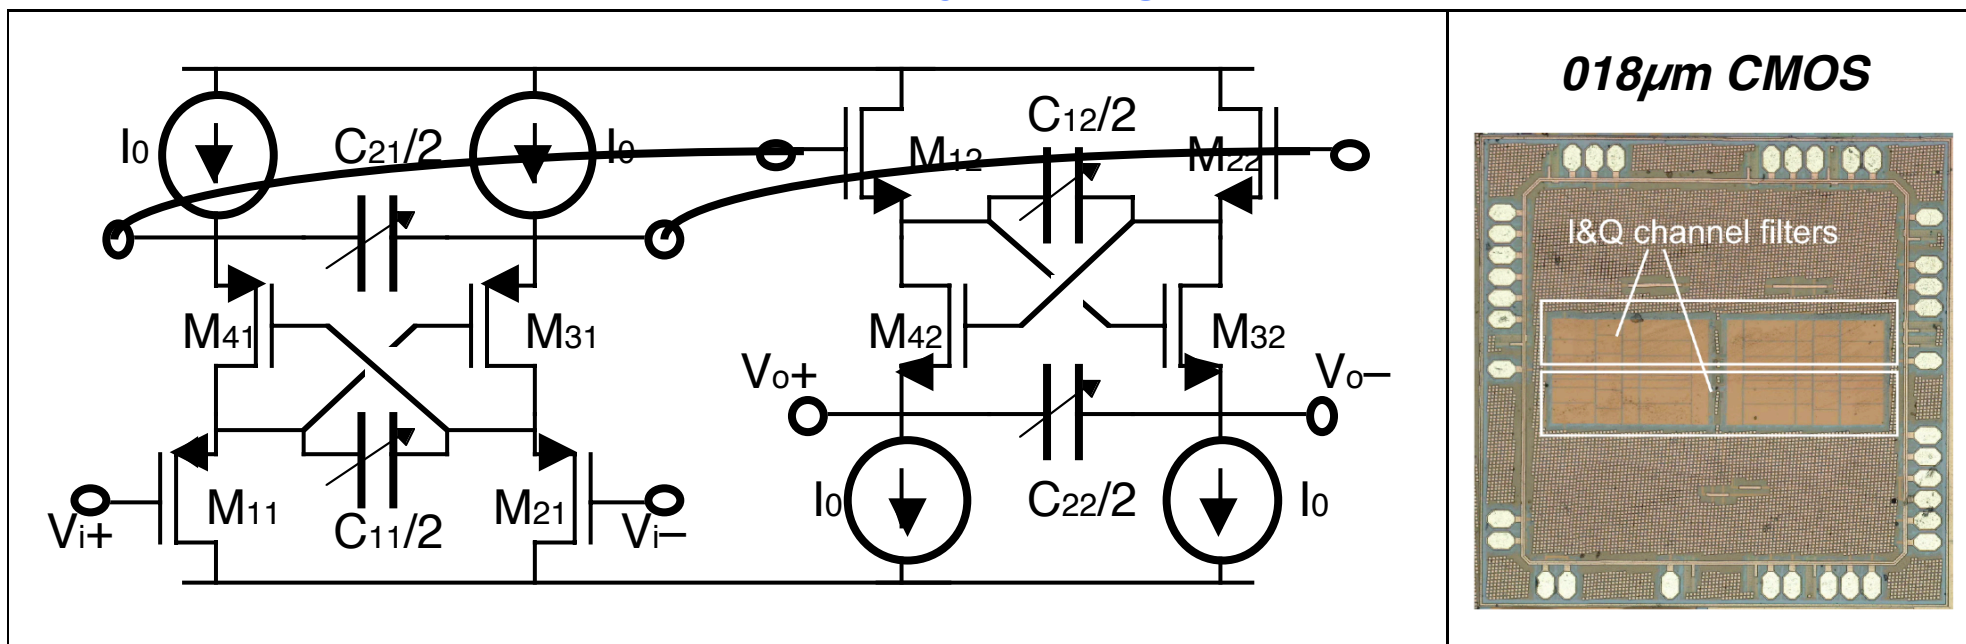 I0
C21/2
I0
M41
M31
M11
C11/2
M21
Vi+
Vi−
M12
C12/2
M22
M42
M32
Vo+
Vo−
I0
C22/2
I0
018µm CMOS
I&Q channel filters